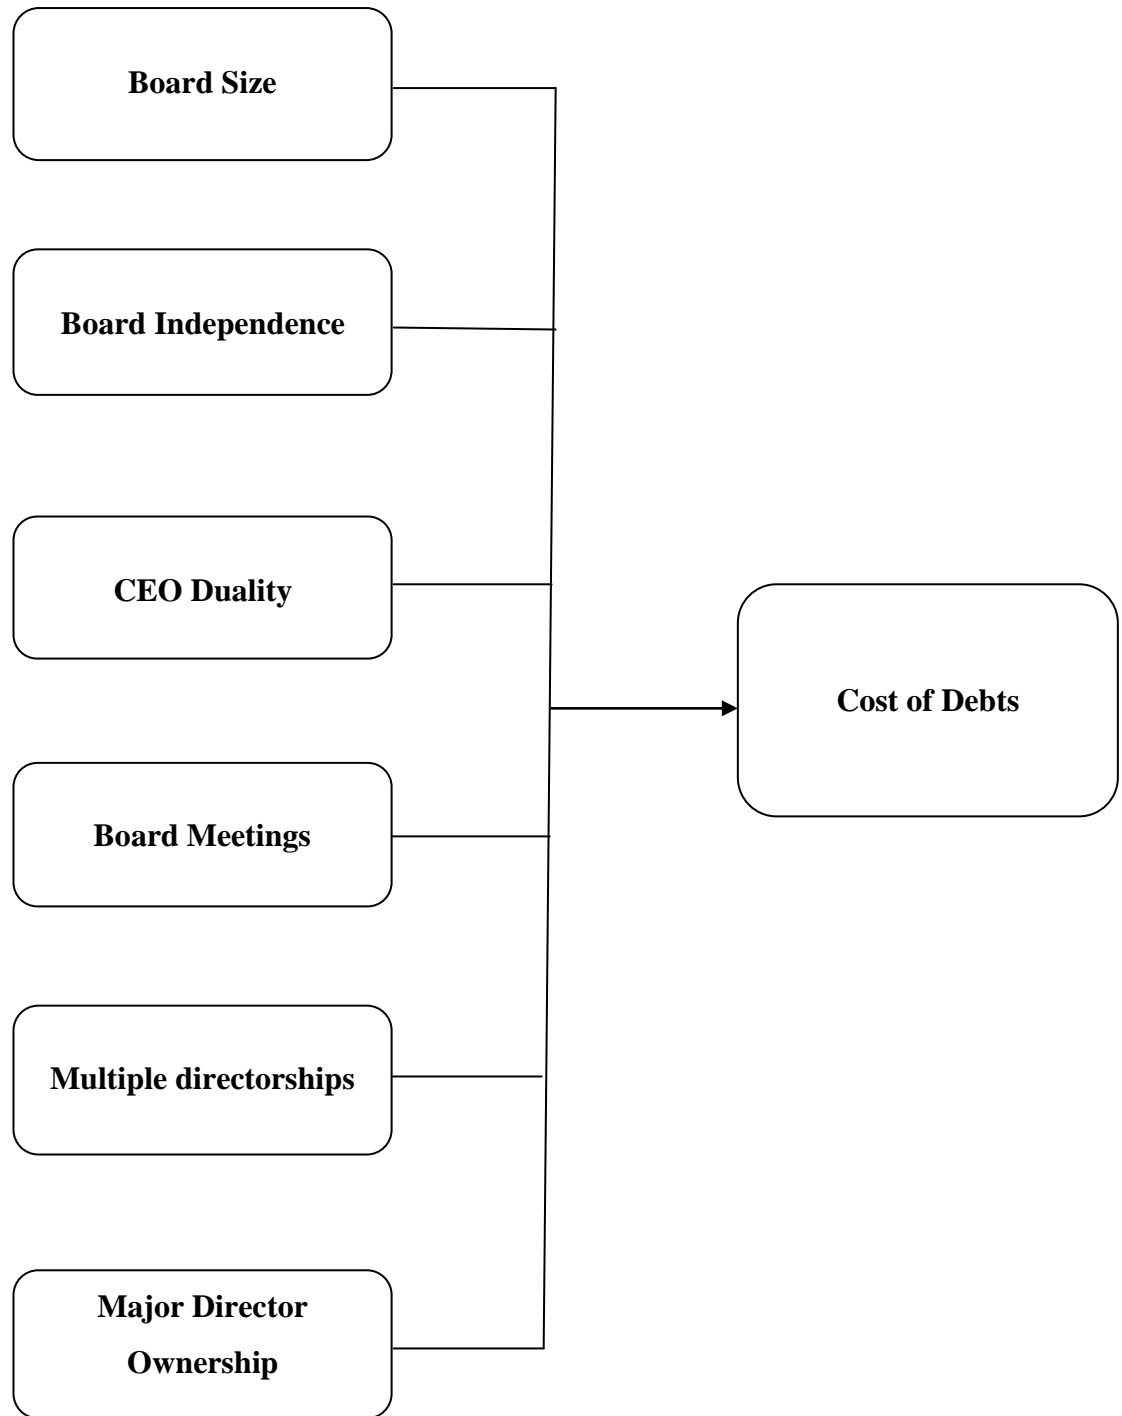 Board Size
Board Independence
CEO Duality
Cost of Debts
Board Meetings
Multiple directorships
Major Director
Ownership